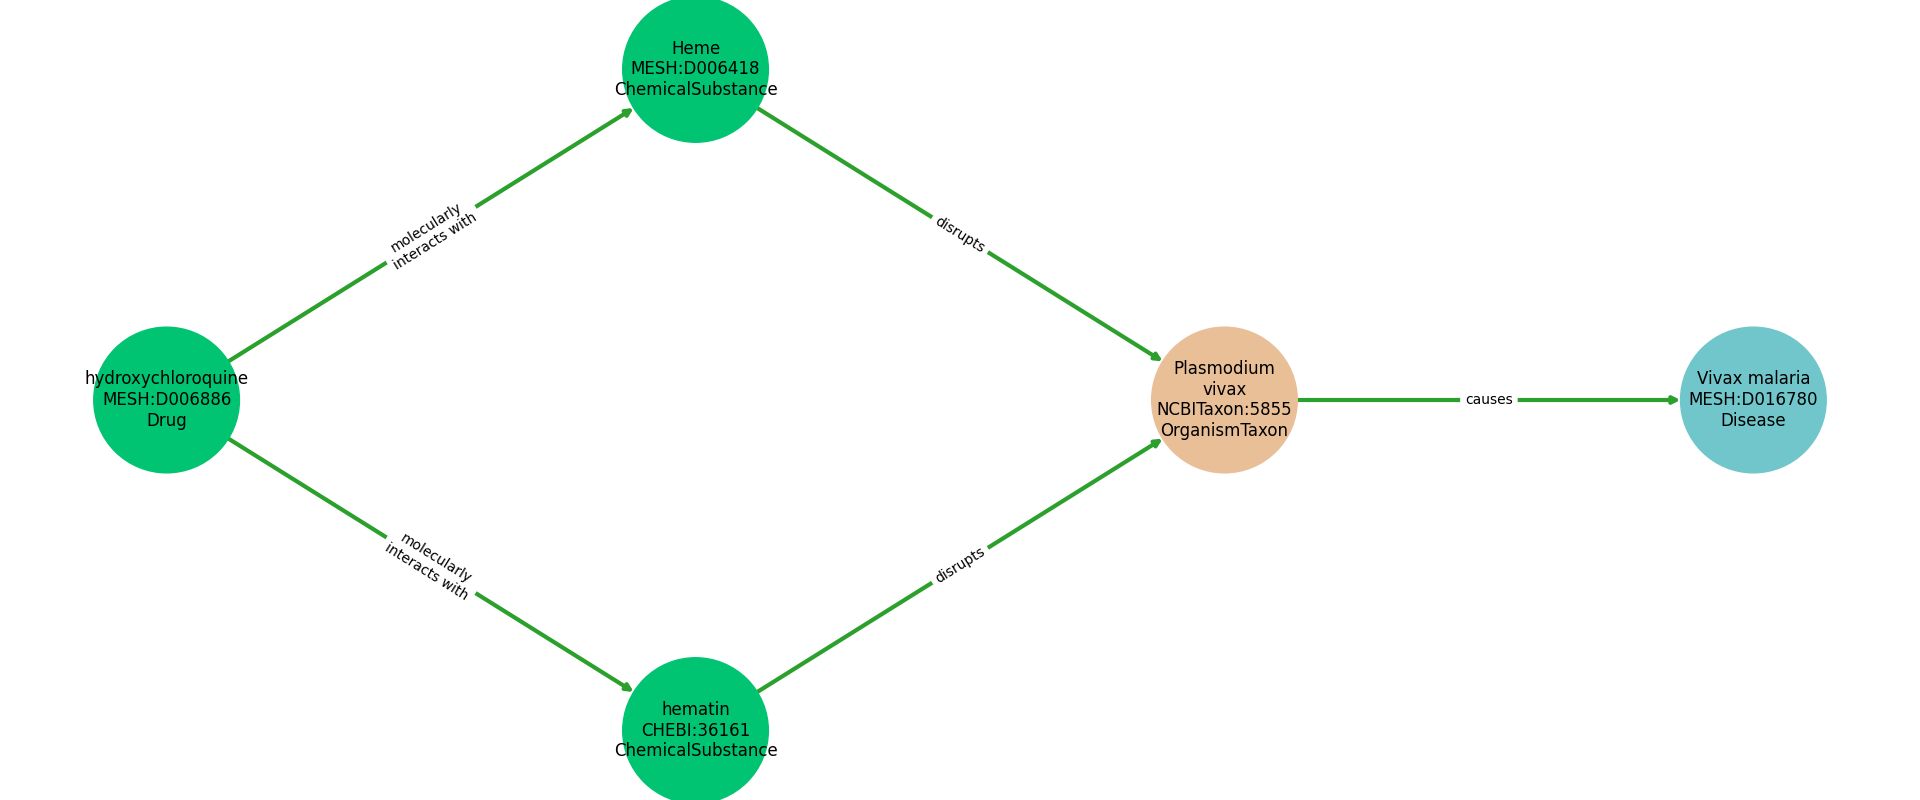 Heme
MESH:D006418
ChemicalSubstance
molecularly
interacts with
disrupts
hydroxychloroquine
MESH:D006886
Drug
Plasmodium
vivax
NCBITaxon:5855
OrganismTaxon
causes
Vivax malaria
MESH:D016780
Disease
molecularly
interacts with
disrupts
hematin
CHEBI:36161
ChemicalSubstance